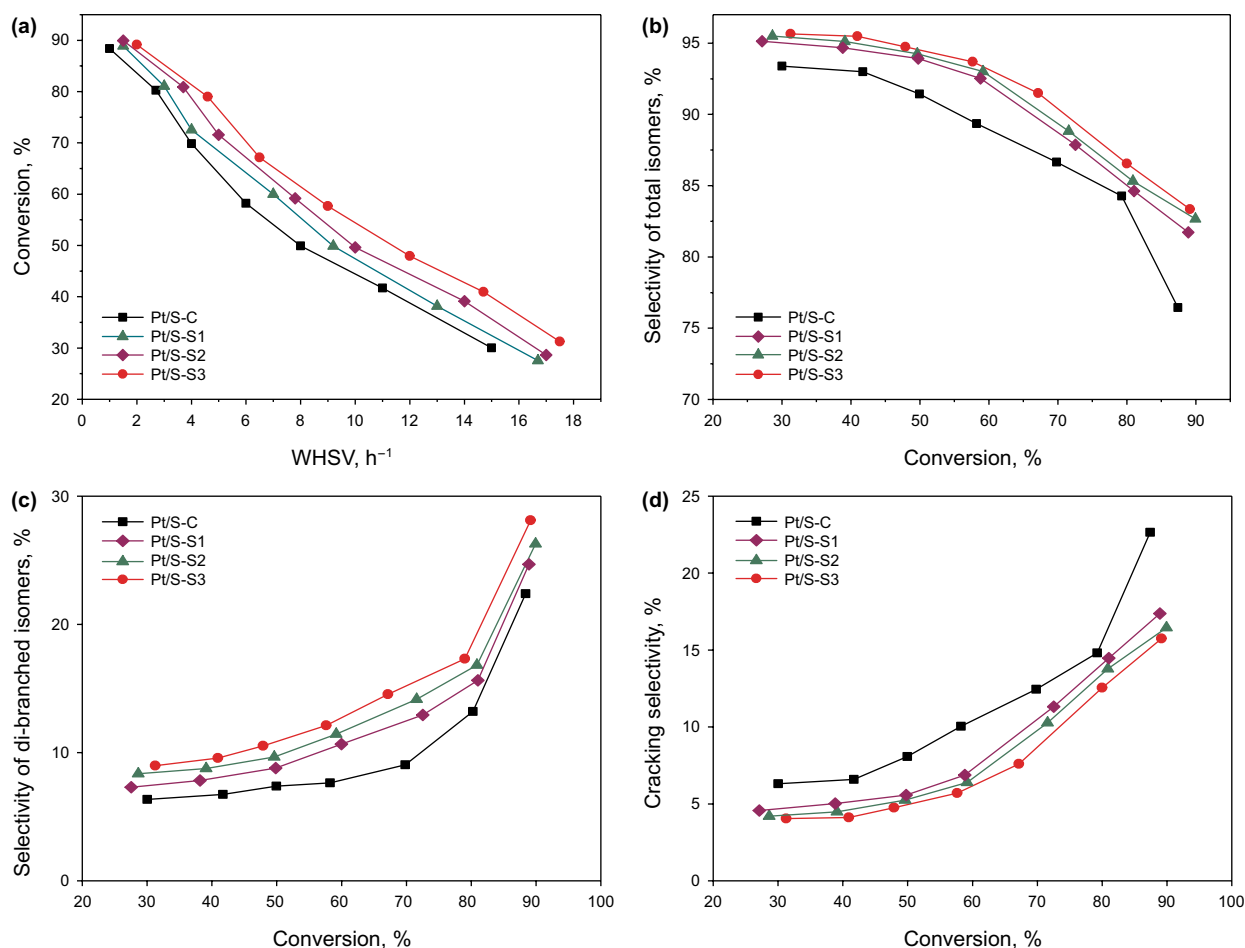 (a)
Conversion, %
90
80
70
60
50
40
30
20
Pt/S-C
Pt/S-S1
Pt/S-S2
Pt/S-S3
0 2 4 6 8 10 12 14 16 18
WHSV, h⁻¹
(b)
Selectivity of total isomers, %
95
90
85
80
75
70
Pt/S-C
Pt/S-S1
Pt/S-S2
Pt/S-S3
20 30 40 50 60 70 80 90
Conversion, %
(c)
Selectivity of di-branched isomers, %
30
20
10
0
Pt/S-C
Pt/S-S1
Pt/S-S2
Pt/S-S3
20 30 40 50 60 70 80 90 100
Conversion, %
(d)
Cracking selectivity, %
25
20
15
10
5
0
Pt/S-C
Pt/S-S1
Pt/S-S2
Pt/S-S3
20 30 40 50 60 70 80 90 100
Conversion, %